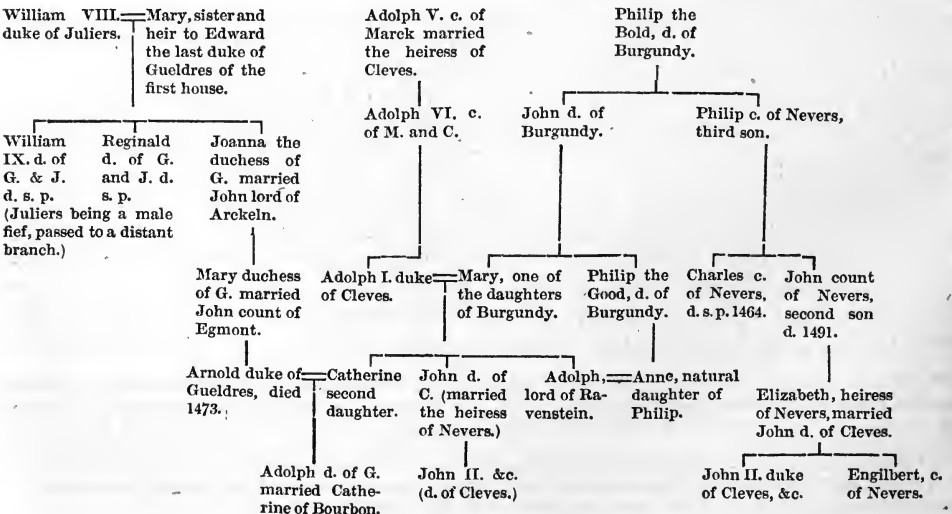 William VIII.
duke of Juliers.
Mary, sister and
heir to Edward
the last duke of
Gueldres of the
first house.
Adolph V. c. of
Marck married
the heiress of
Cleves.
Philip the
Bold, d. of
Burgundy.
Adolph VI. c.
of M. and C.
John d. of
Burgundy.
Philip c. of Nevers,
third son.
William
IX. d. of
G. & J.
d. s. p.
(Juliers being a male
fief, passed to a distant
branch.)
Reginald
d. of G.
and J. d.
s. p.
Joanna the
duchess of
G. married
John lord of
Arckeln.
Mary duchess
of G. married
John count of
Egmont.
Adolph I. duke
of Cleves.
Mary, one of
the daughters
of Burgundy.
Philip the
Good, d. of
Burgundy.
Charles c.
of Nevers,
d. s. p. 1464.
John count
of Nevers,
second son
d. 1491.
Arnold duke of
Gueldres, died
1473.
Catherine
second
daughter.
John d. of
C. (married
the heiress
of Nevers.)
Adolph,
lord of Ra-
venstein.
Anne, natural
daughter of
Philip.
Elizabeth, heiress
of Nevers, married
John d. of Cleves.
Adolph d. of G.
married Cathe-
rine of Bourbon.
John II. &c.
(d. of Cleves.)
John II. duke
of Cleves, &c.
Engilbert, c.
of Nevers.